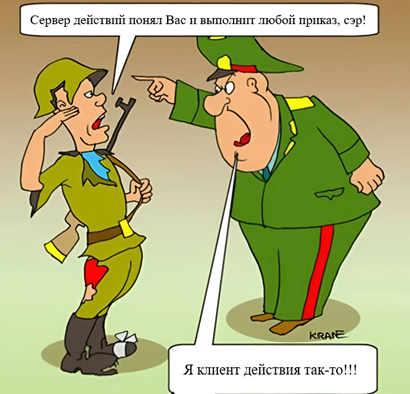 Сервер действий понял Вас и выполнит любой приказ, сэр!
Я клиент действия так-то!!!
KRANE